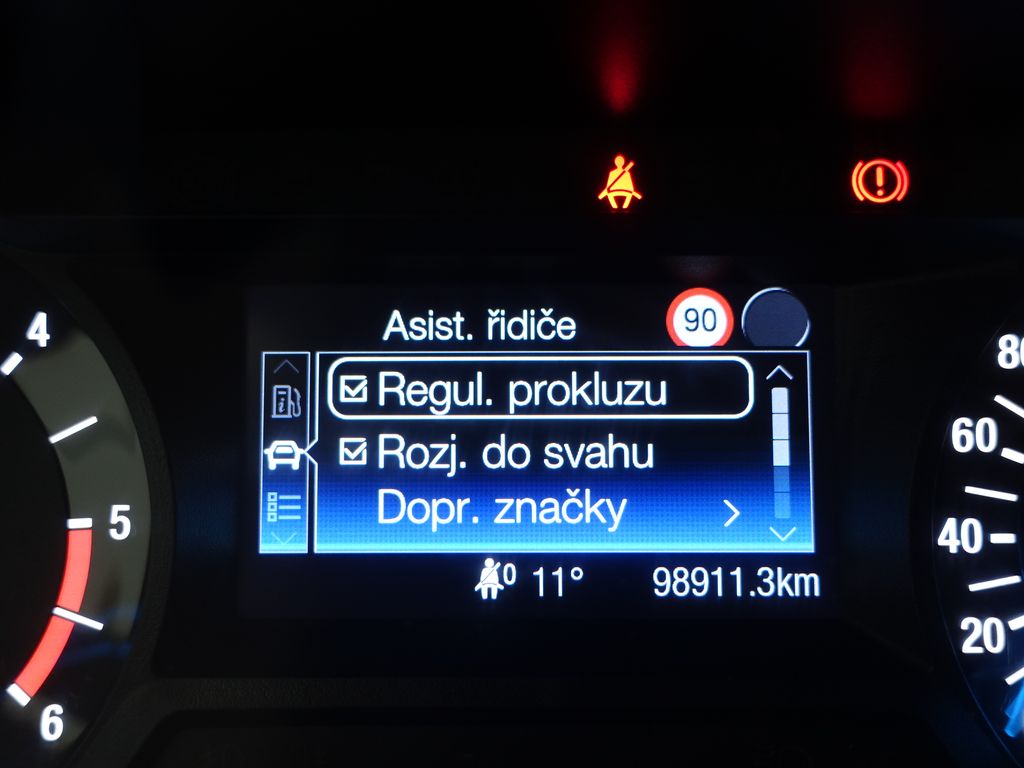 Asist. řidiče
90
Regul. prokluzu
Rozj. do svahu
Dopr. značky
0 11° 98911.3km
4
5
6
80
60
40
20